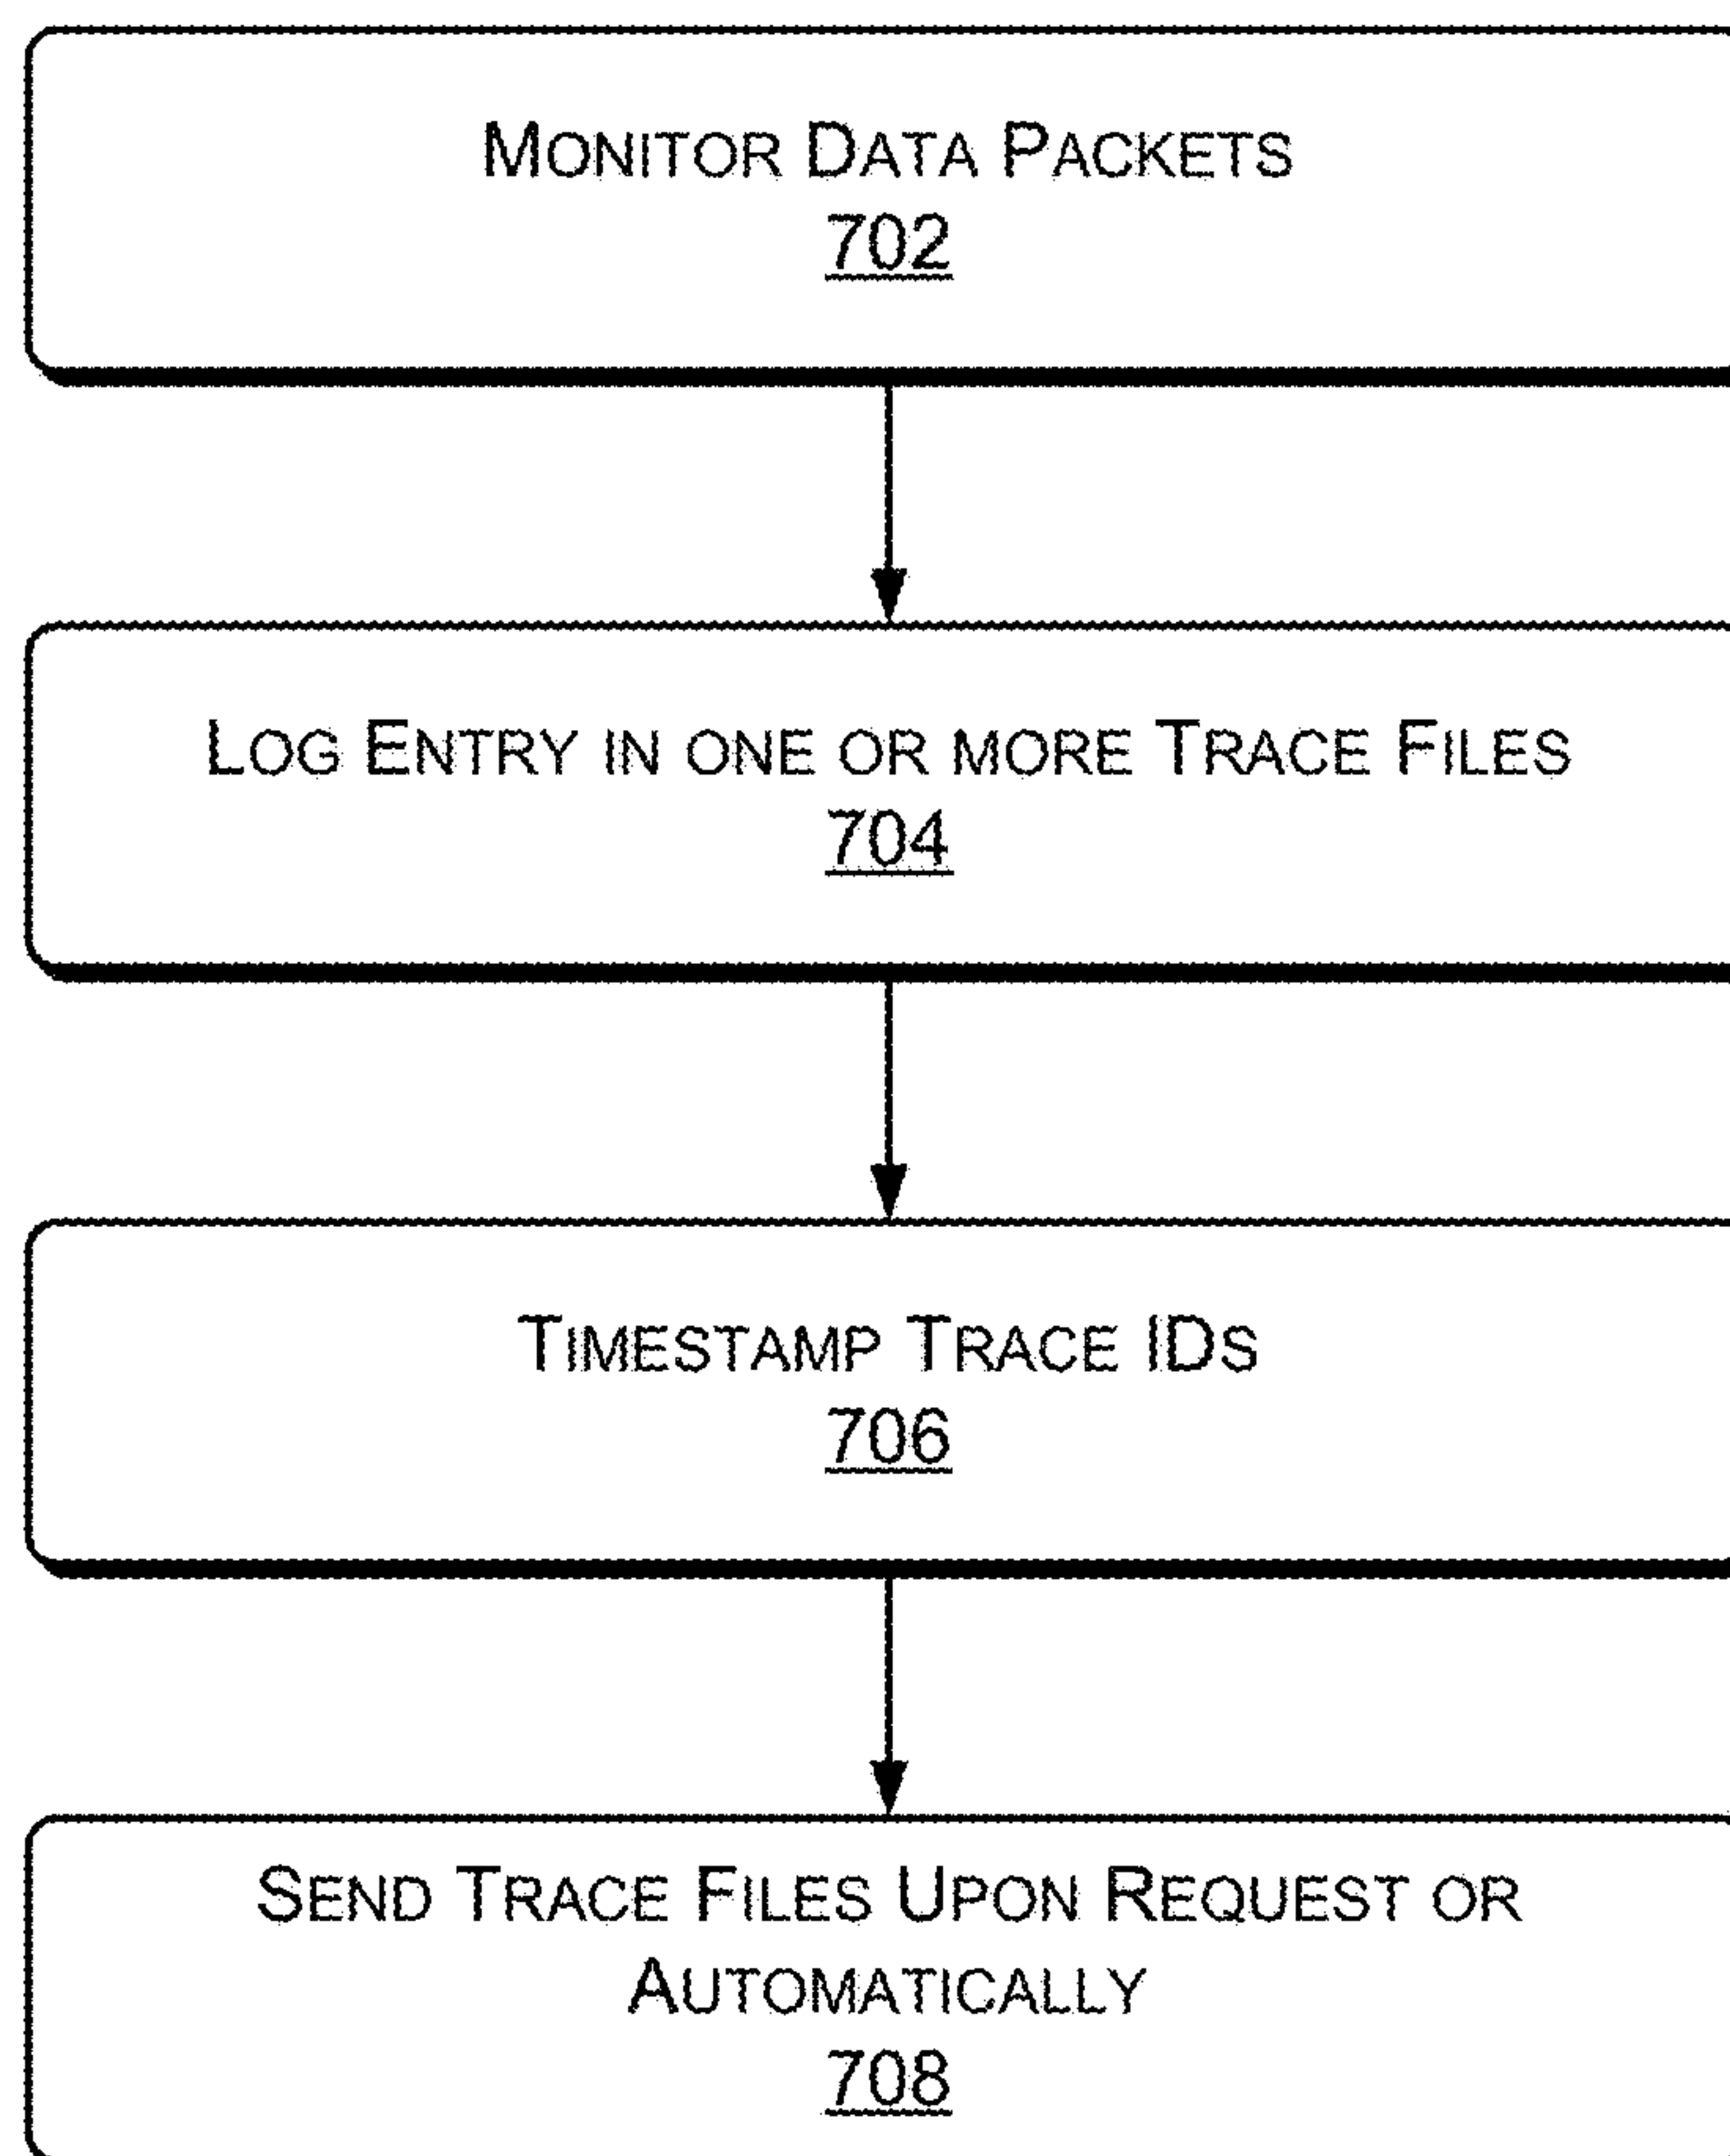 MONITOR DATA PACKETS
702
LOG ENTRY IN ONE OR MORE TRACE FILES
704
TIMESTAMP TRACE IDS
706
SEND TRACE FILES UPON REQUEST OR
AUTOMATICALLY
708